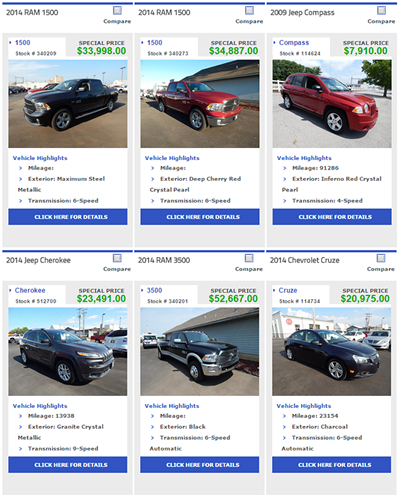 2014 RAM 1500
Compare
1500
SPECIAL PRICE
Stock # 340209
$33,998.00
Vehicle Highlights
Mileage:
Exterior: Maximum Steel
Metallic
Transmission: 6-Speed
CLICK HERE FOR DETAILS
2014 RAM 1500
Compare
1500
SPECIAL PRICE
Stock # 340273
$34,887.00
Vehicle Highlights
Mileage:
Exterior: Deep Cherry Red
Crystal Pearl
Transmission: 6-Speed
CLICK HERE FOR DETAILS
2009 Jeep Compass
Compare
Compass
SPECIAL PRICE
Stock # 114624
$7,910.00
Vehicle Highlights
Mileage: 91286
Exterior: Inferno Red Crystal
Pearl
Transmission: 4-Speed
CLICK HERE FOR DETAILS
2014 Jeep Cherokee
Compare
Cherokee
SPECIAL PRICE
Stock # 512700
$23,491.00
Vehicle Highlights
Mileage: 13938
Exterior: Granite Crystal
Metallic
Transmission: 9-Speed
CLICK HERE FOR DETAILS
2014 RAM 3500
Compare
3500
SPECIAL PRICE
Stock # 340201
$52,667.00
Vehicle Highlights
Mileage:
Exterior: Black
Transmission: 6-Speed
Automatic
CLICK HERE FOR DETAILS
2014 Chevrolet Cruze
Compare
Cruze
SPECIAL PRICE
Stock # 114734
$20,975.00
Vehicle Highlights
Mileage: 23154
Exterior: Charcoal
Transmission: 6-Speed
Automatic
CLICK HERE FOR DETAILS